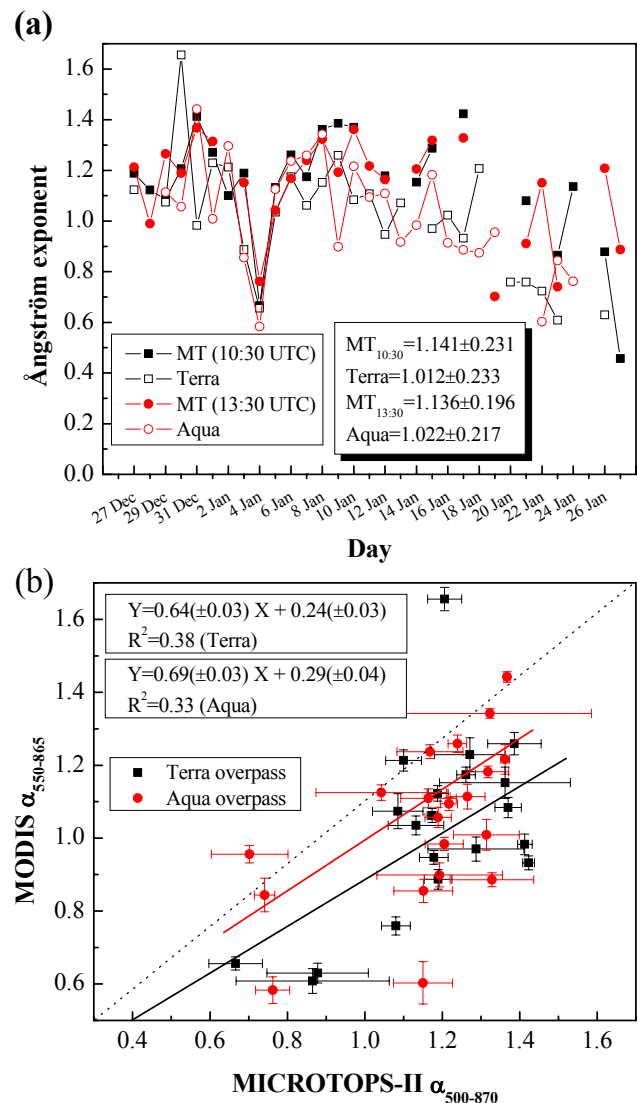 (a)
Ångström exponent
1.6
1.4
1.2
1.0
0.8
0.6
0.4
0.2
0.0
MT (10:30 UTC)
Terra
MT (13:30 UTC)
Aqua
MT10:30=1.141±0.231
Terra=1.012±0.233
MT13:30=1.136±0.196
Aqua=1.022±0.217
27 Dec
29 Dec
31 Dec
2 Jan
4 Jan
6 Jan
8 Jan
10 Jan
12 Jan
14 Jan
16 Jan
18 Jan
20 Jan
22 Jan
24 Jan
26 Jan
Day
(b)
MODIS α550-865
1.6
1.4
1.2
1.0
0.8
0.6
Y=0.64(±0.03) X + 0.24(±0.03)
R²=0.38 (Terra)
Y=0.69(±0.03) X + 0.29(±0.04)
R²=0.33 (Aqua)
Terra overpass
Aqua overpass
0.4 0.6 0.8 1.0 1.2 1.4 1.6
MICROTOPS-II α500-870